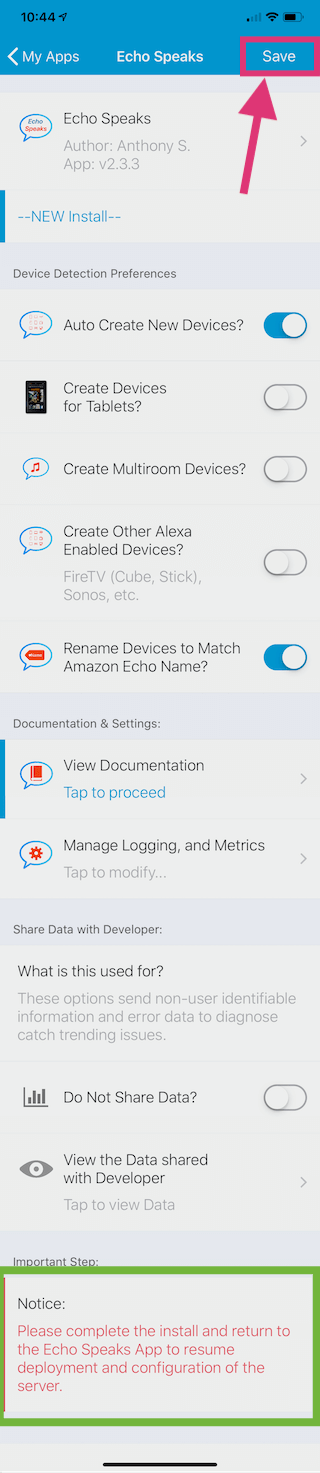 10:44
My Apps
Echo Speaks
Save
Echo
Speaks
Echo Speaks
Author: Anthony S.
App: v2.3.3
--NEW Install--
Device Detection Preferences
Auto Create New Devices?
Create Devices
for Tablets?
Create Multiroom Devices?
Create Other Alexa
Enabled Devices?
FireTV (Cube, Stick),
Sonos, etc.
Rename Devices to Match
Amazon Echo Name?
Documentation & Settings:
View Documentation
Tap to proceed
Manage Logging, and Metrics
Tap to modify...
Share Data with Developer:
What is this used for?
These options send non-user identifiable
information and error data to diagnose
catch trending issues.
Do Not Share Data?
View the Data shared
with Developer
Tap to view Data
Important Step:
Notice:
Please complete the install and return to
the Echo Speaks App to resume
deployment and configuration of the
server.